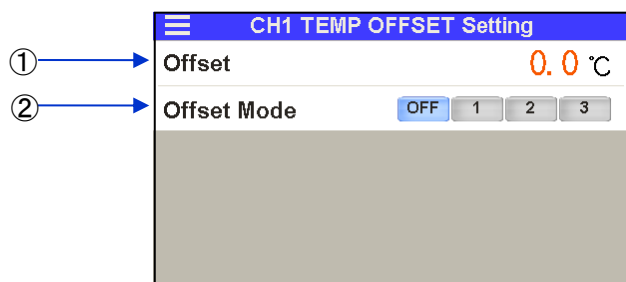 CH1 TEMP OFFSET Setting
① Offset 0.0 ℃
② Offset Mode OFF 1 2 3